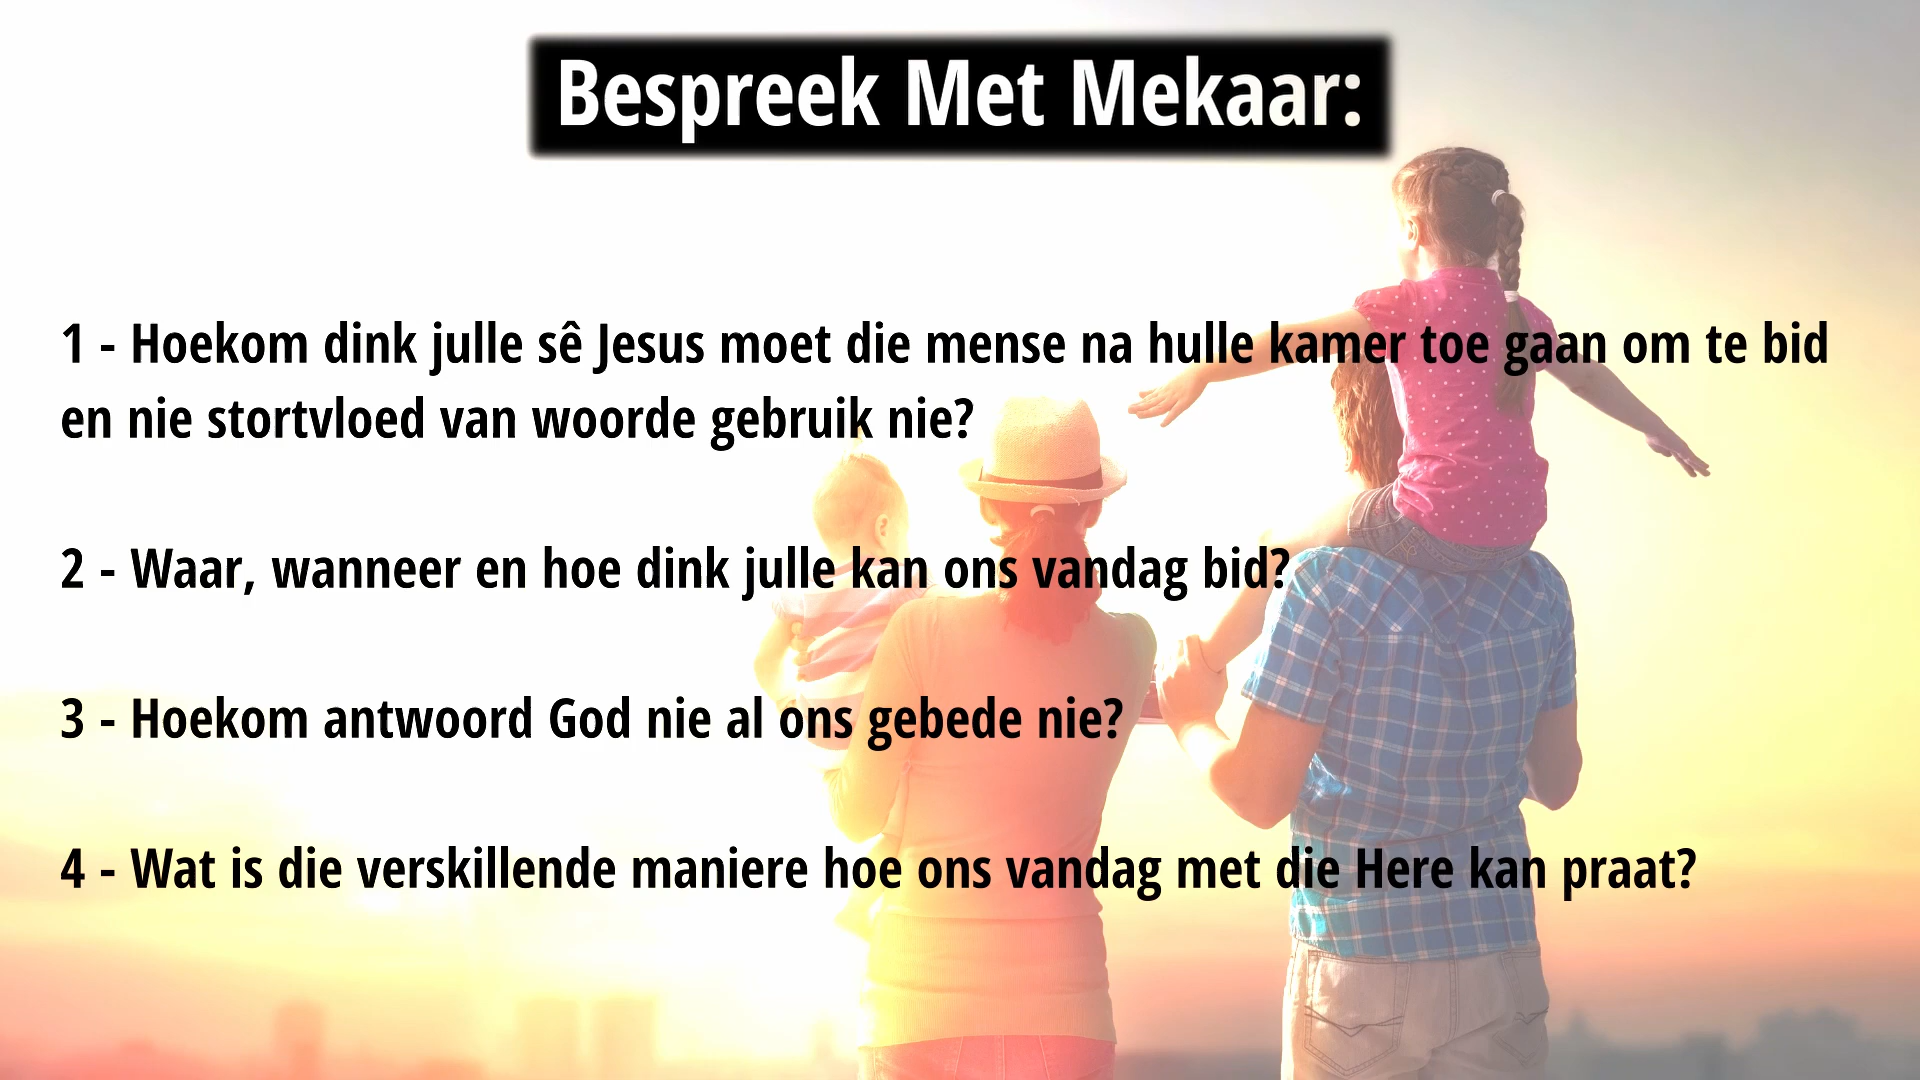 Bespreek Met Mekaar:
1 - Hoekom dink julle sê Jesus moet die mense na hulle kamer toe gaan om te bid
en nie stortvloed van woorde gebruik nie?
2 - Waar, wanneer en hoe dink julle kan ons vandag bid?
3 - Hoekom antwoord God nie al ons gebede nie?
4 - Wat is die verskillende maniere hoe ons vandag met die Here kan praat?